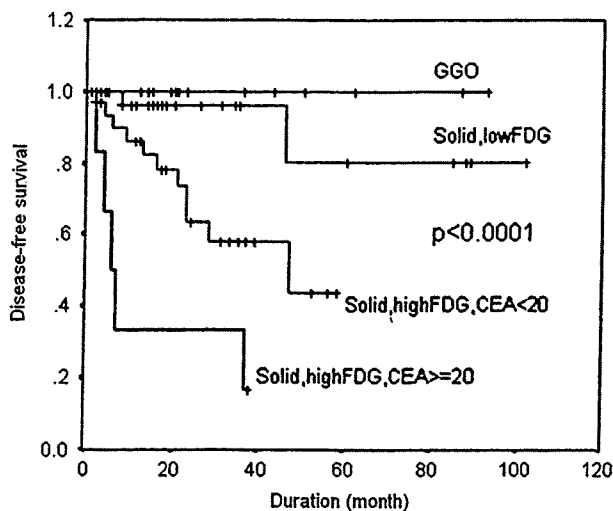 1.2
1.0
.8
.6
.4
.2
0.0
Disease-free survival
GGO
Solid,lowFDG
p<0.0001
Solid,highFDG,CEA<20
Solid,highFDG,CEA>=20
0 20 40 60 80 100 120
Duration (month)